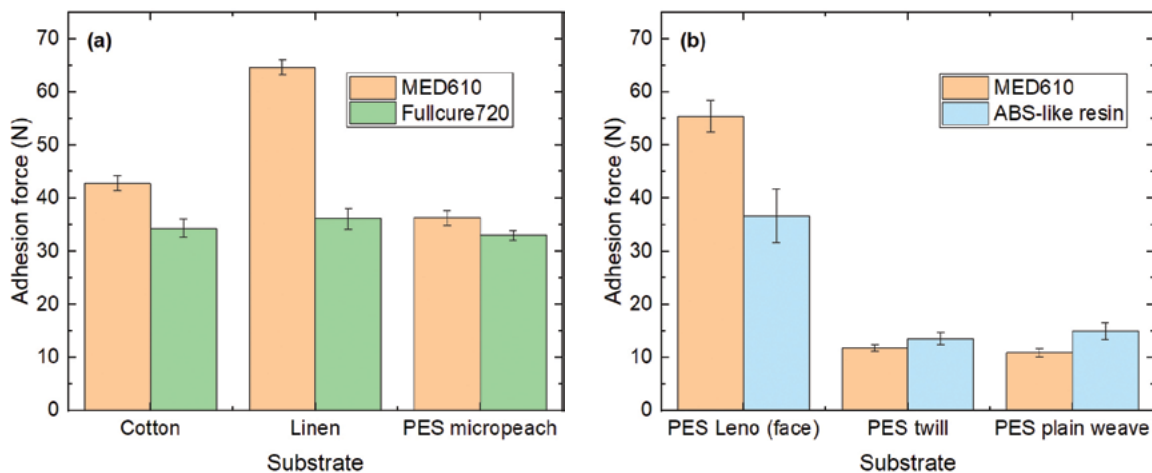 (a)
MED610
Fullcure720
70
60
50
40
30
20
10
0
Adhesion force (N)
Cotton
Linen
PES micropeach
Substrate
(b)
MED610
ABS-like resin
70
60
50
40
30
20
10
0
Adhesion force (N)
PES Leno (face)
PES twill
PES plain weave
Substrate